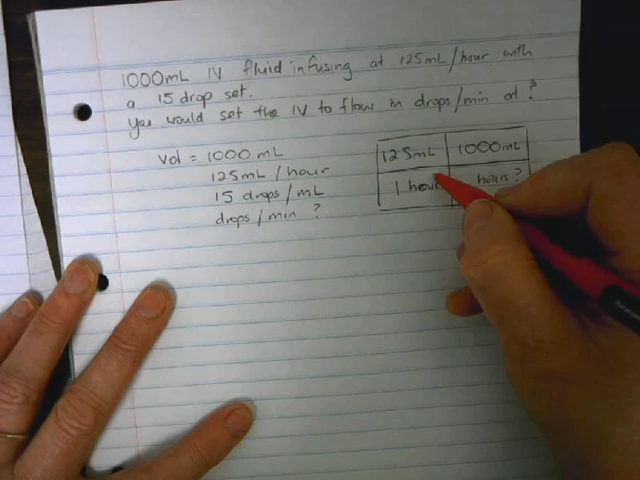 1000mL IV fluid infusing at 125mL/hour with
a 15 drop set.
You would set the IV to flow in drops/min at ?
Vol = 1000 mL
125mL / hour
15 drops/mL
drops/min ?
125mL 1000mL
1 hour hours?